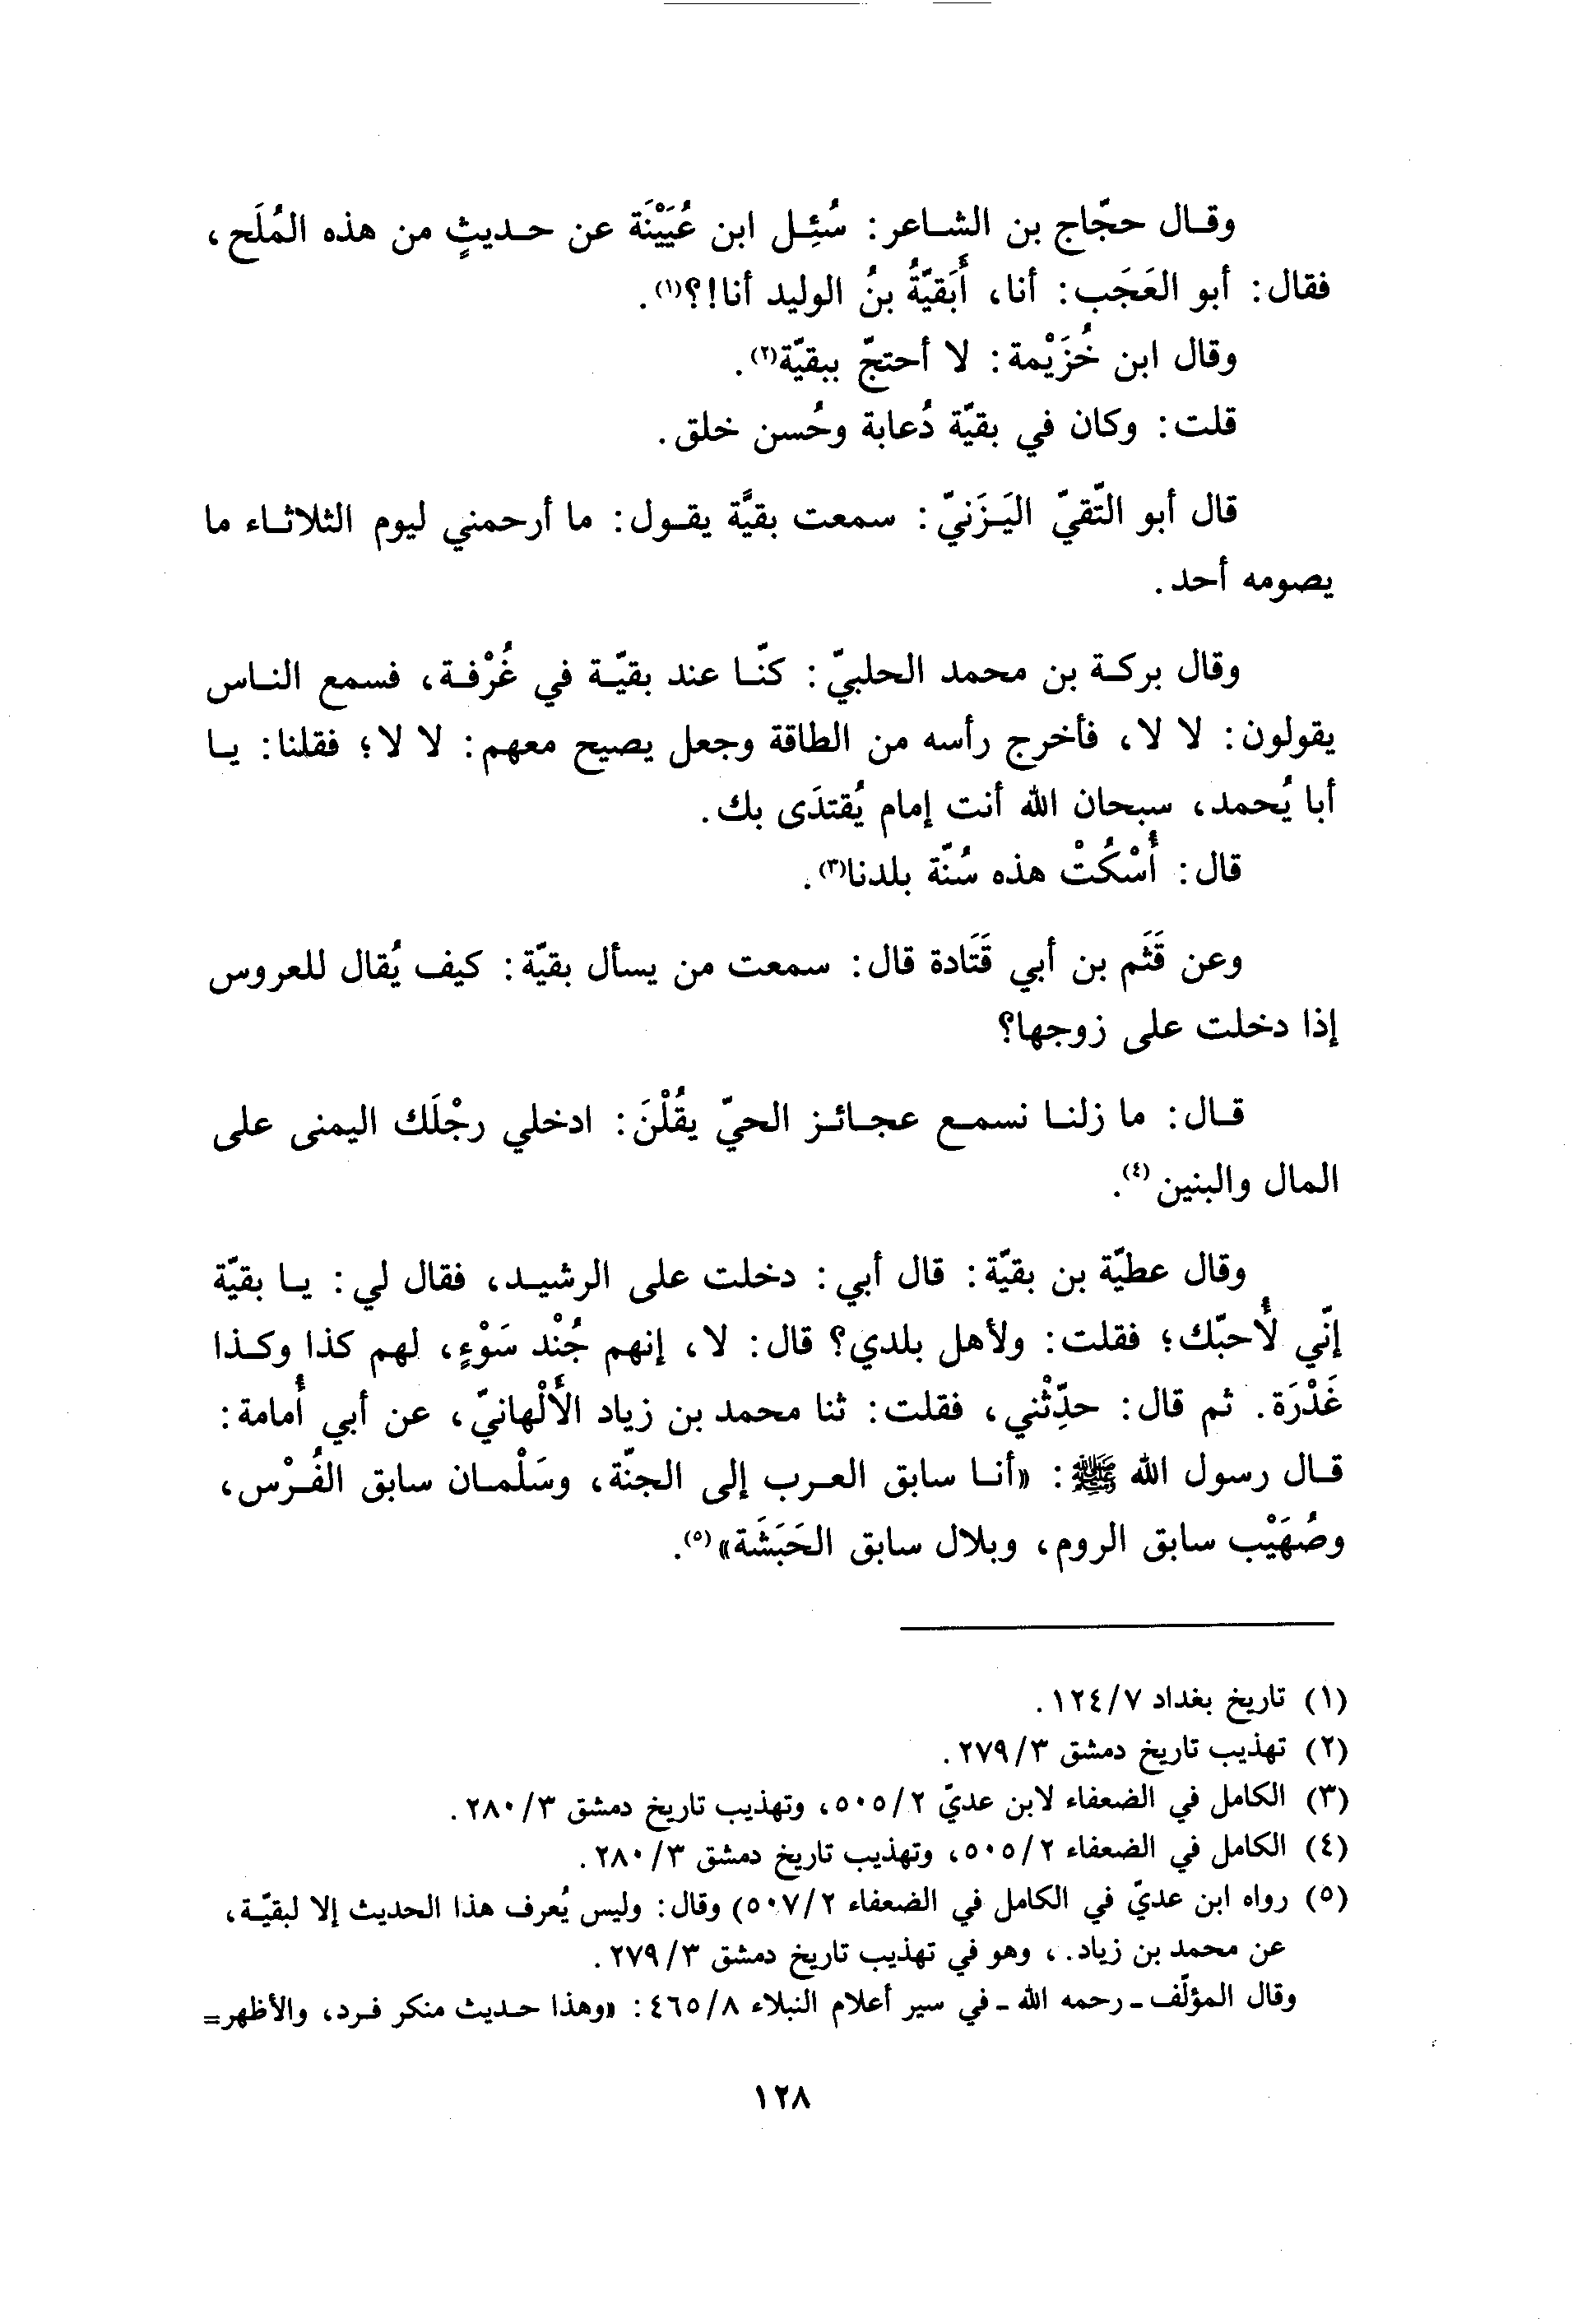 وقال حجّاج بن الشاعر: سُئِل ابن عُيَيْنَة عن حديثٍ من هذه المُلَح،
فقال: أبو العَجَب: أنا، أَبَقيّةُ بنُ الوليد أنا!؟(١).
وقال ابن خُزَيْمة: لا أحتجّ ببقيّة(٢).
قلت: وكان في بقيّة دُعابة وحُسن خلق.
قال أبو التّقيّ اليَزَنيّ: سمعت بقيَّة يقول: ما أرحمني ليوم الثلاثاء ما
يصومه أحد.
وقال بركة بن محمد الحلبيّ: كنّا عند بقيّة في غُرْفة، فسمع الناس
يقولون: لا لا، فأخرج رأسه من الطاقة وجعل يصيح معهم: لا لا؛ فقلنا: يا
أبا يُحمد، سبحان الله أنت إمام يُقتدَى بك.
قال: أُسْكُتْ هذه سُنّة بلدنا(٣).
وعن قَثَم بن أبي قَتَادة قال: سمعت من يسأل بقيّة: كيف يُقال للعروس
إذا دخلت على زوجها؟
قال: ما زلنا نسمع عجائز الحيّ يقُلْنَ: ادخلي رجْلَك اليمنى على
المال والبنين(٤).
وقال عطيّة بن بقيّة: قال أبي: دخلت على الرشيد، فقال لي: يا بقيّة
إنّي لأُحبّك؛ فقلت: ولأهل بلدي؟ قال: لا، إنهم جُنْد سَوْءٍ، لهم كذا وكذا
غَدْرَة. ثم قال: حدِّثْني، فقلت: ثنا محمد بن زياد الأَلْهانيّ، عن أبي أُمامة:
قال رسول الله ﷺ: «أنا سابق العرب إلى الجنّة، وسَلْمان سابق الفُرْس،
وصُهَيْب سابق الروم، وبلال سابق الحَبَشَة»(٥).
(١) تاريخ بغداد ١٢٤/٧.
(٢) تهذيب تاريخ دمشق ٢٧٩/٣.
(٣) الكامل في الضعفاء لابن عديّ ٥٠٥/٢، وتهذيب تاريخ دمشق ٢٨٠/٣.
(٤) الكامل في الضعفاء ٥٠٥/٢، وتهذيب تاريخ دمشق ٢٨٠/٣.
(٥) رواه ابن عديّ في الكامل في الضعفاء ٥٠٧/٢) وقال: وليس يُعرف هذا الحديث إلا لبقيّة،
عن محمد بن زياد.، وهو في تهذيب تاريخ دمشق ٢٧٩/٣.
وقال المؤلّف ـ رحمه الله ـ في سير أعلام النبلاء ٤٦٥/٨: «وهذا حديث منكر فرد، والأظهر=
١٢٨